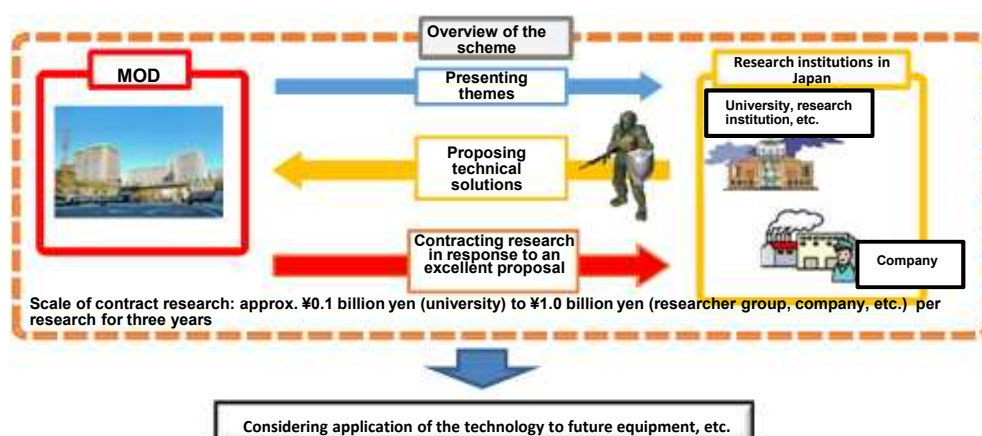 Overview of the
scheme
MOD
Presenting
themes
Research institutions in
Japan
University, research
institution, etc.
Proposing
technical
solutions
Contracting research
in response to an
excellent proposal
Company
Scale of contract research: approx. ¥0.1 billion yen (university) to ¥1.0 billion yen (researcher group, company, etc.) per
research for three years
Considering application of the technology to future equipment, etc.